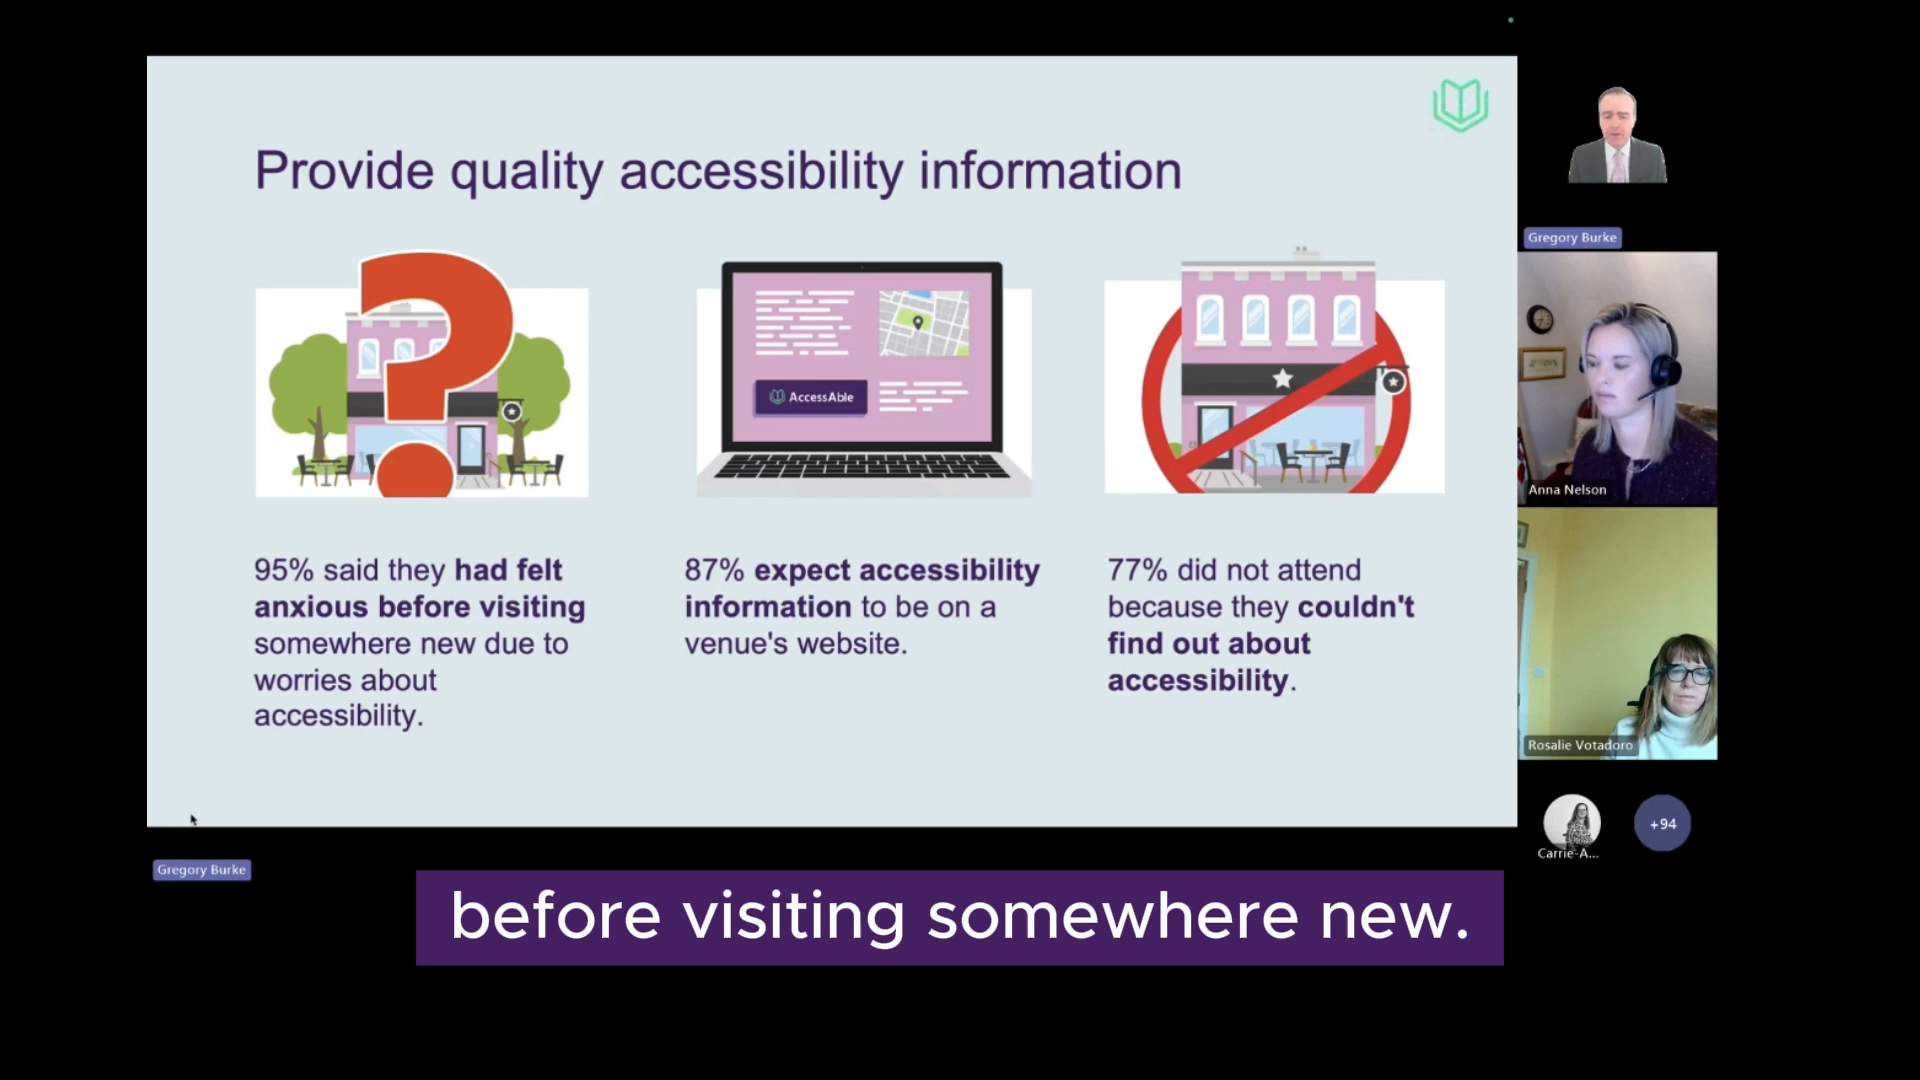 Provide quality accessibility information
AccessAble
95% said they had felt
anxious before visiting
somewhere new due to
worries about
accessibility.
87% expect accessibility
information to be on a
venue's website.
77% did not attend
because they couldn't
find out about
accessibility.
Gregory Burke
Anna Nelson
Rosalie Votadoro
Carrie-A...
+94
Gregory Burke
before visiting somewhere new.